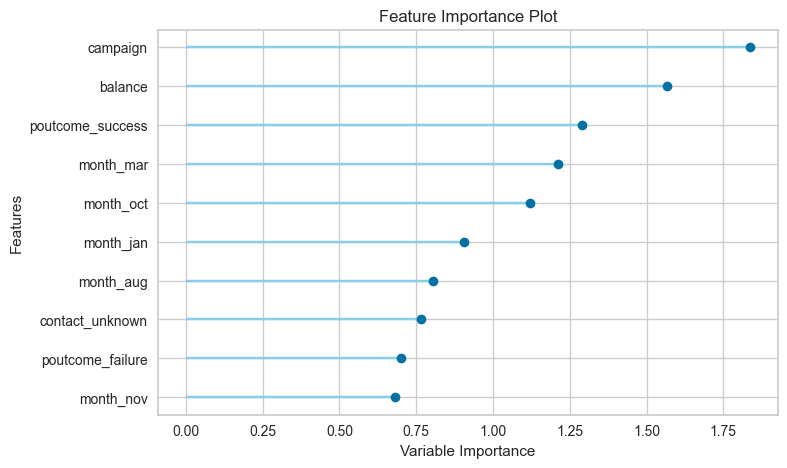 Feature Importance Plot
campaign
balance
poutcome_success
month_mar
month_oct
month_jan
month_aug
contact_unknown
poutcome_failure
month_nov
Features
0.00 0.25 0.50 0.75 1.00 1.25 1.50 1.75
Variable Importance